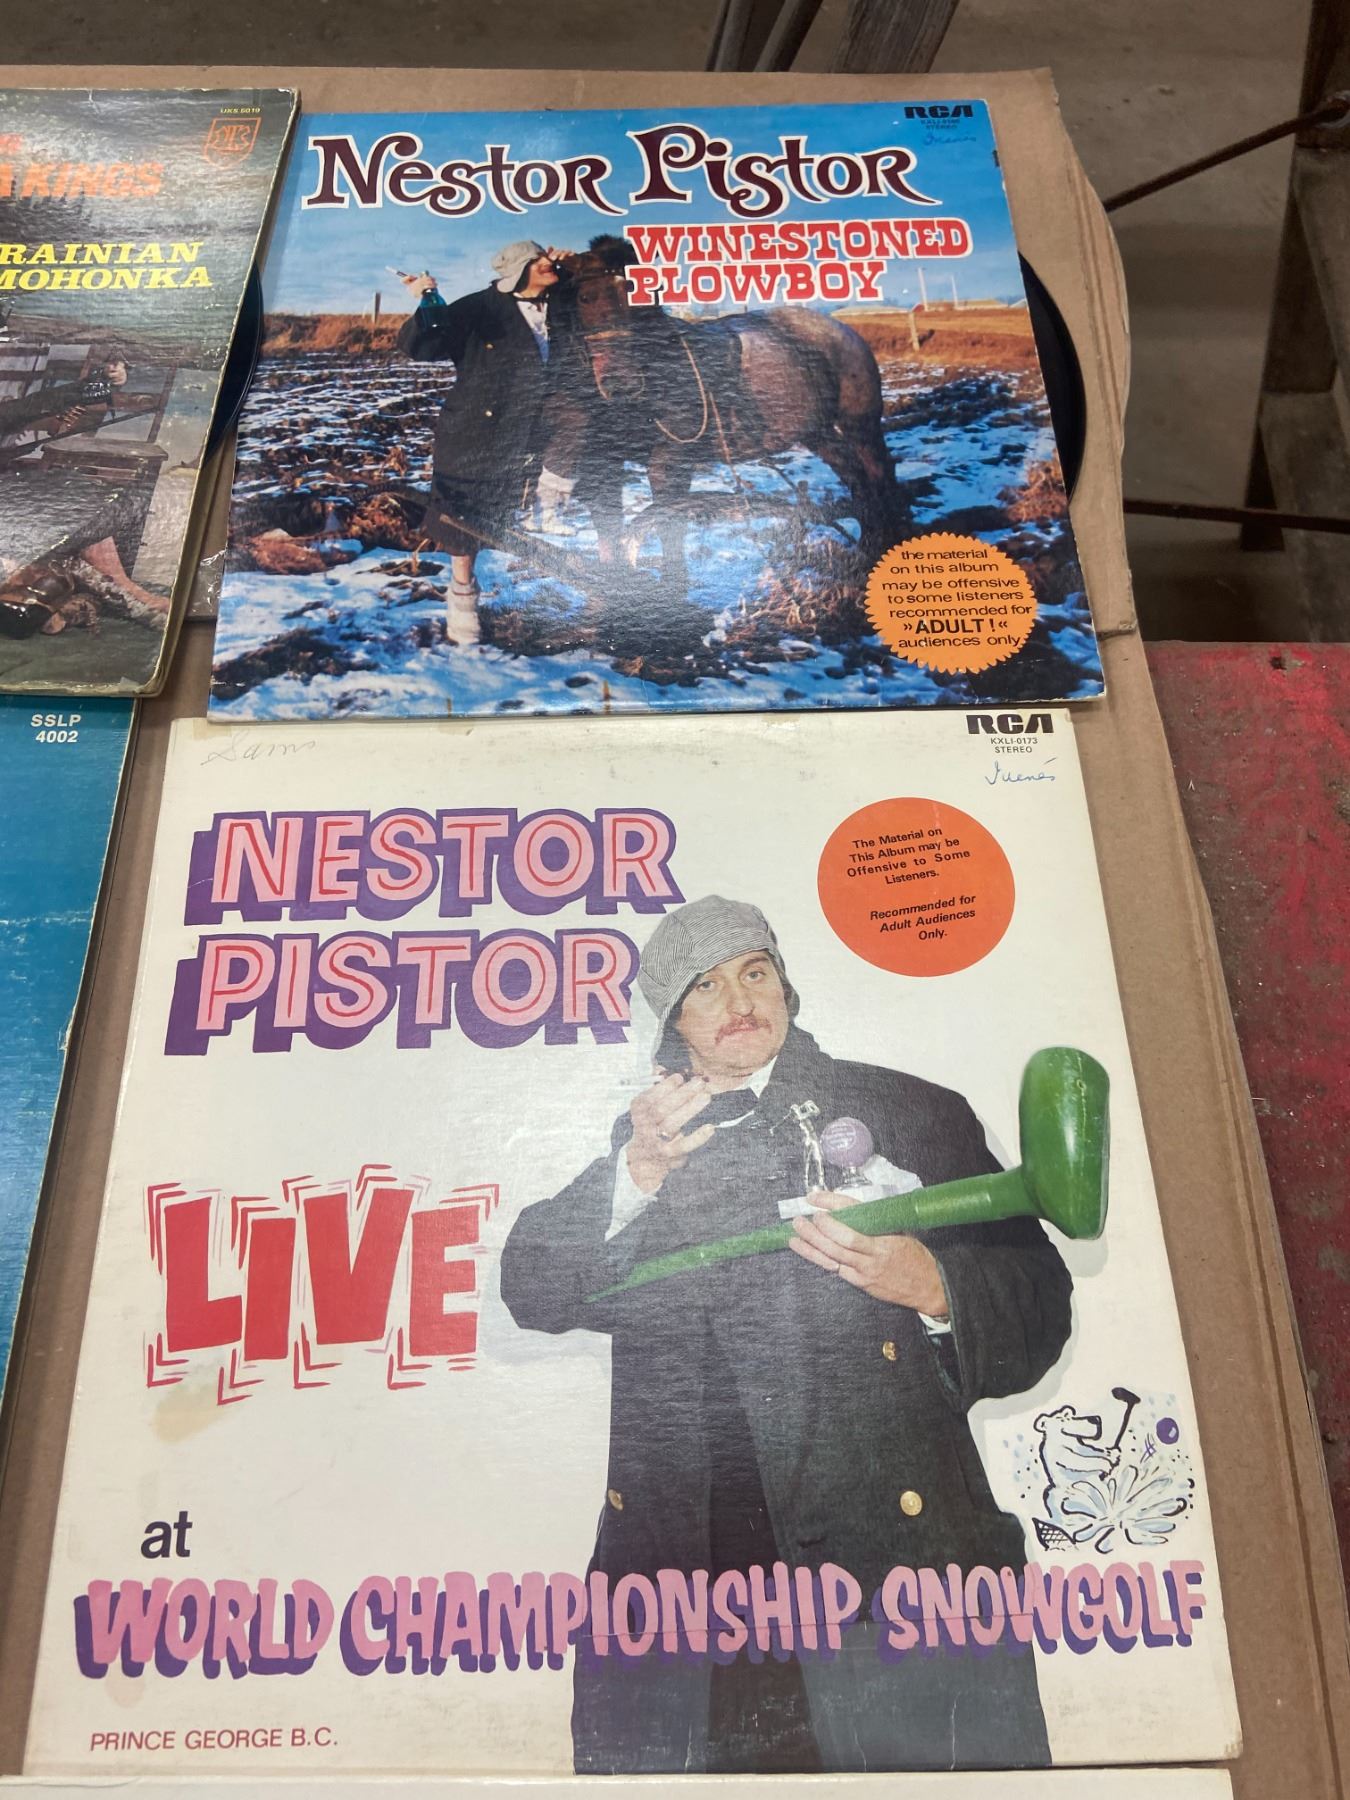 UKS 5019
KINGS
RAINIAN
MOHONKA
SSLP
4002
RCA
STEREO
NESTOR PISTOR
WINESTONED
PLOWBOY
the material
on this album
may be offensive
to some listeners
recommended for
»ADULT!«
audiences only
Sams
RCA
KXLI-0173
STEREO
NESTOR
PISTOR
The Material on
This Album may be
Offensive to Some
Listeners.
Recommended for
Adult Audiences
Only.
LIVE
at
WORLD CHAMPIONSHIP SNOWGOLF
PRINCE GEORGE B.C.